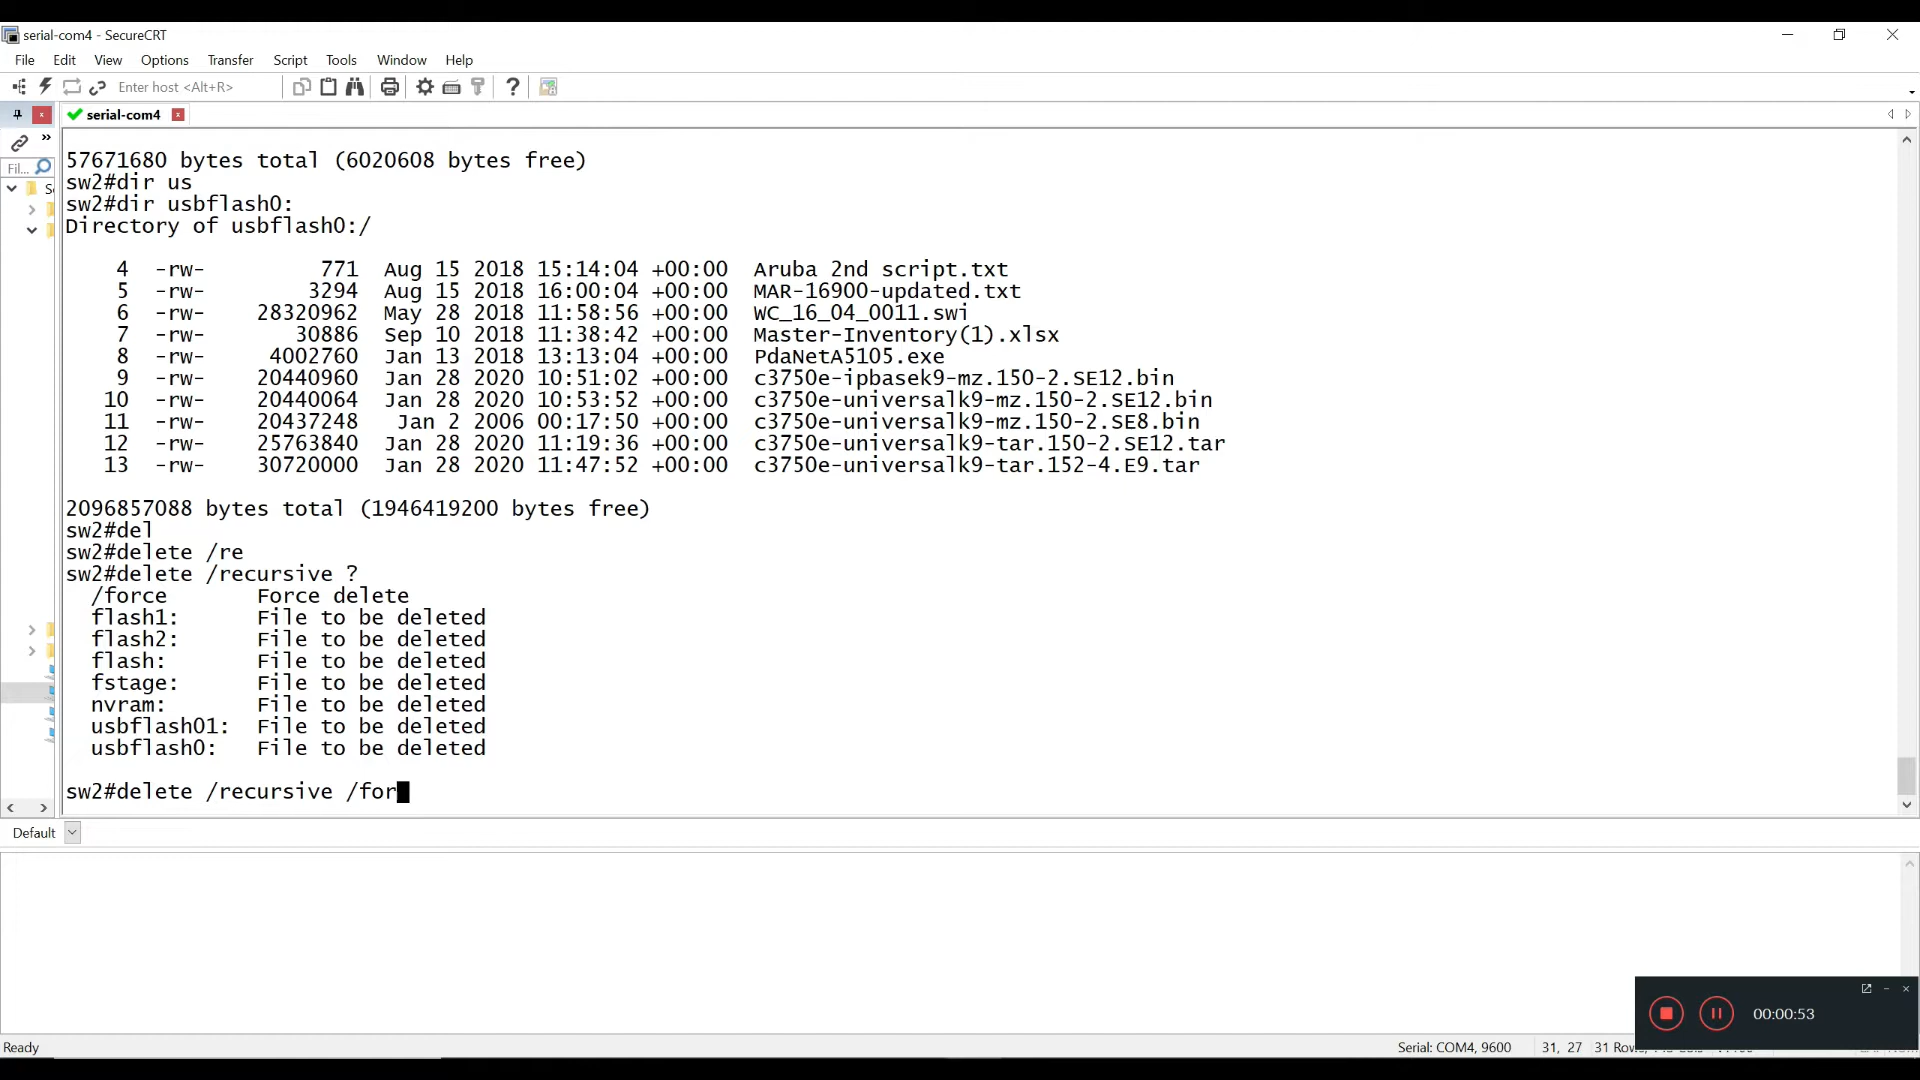 serial-com4 - SecureCRT
File Edit View Options Transfer Script Tools Window Help
Enter host <Alt+R>
serial-com4
Fil...
57671680 bytes total (6020608 bytes free)
sw2#dir us
sw2#dir usbflash0:
Directory of usbflash0:/
4 -rw- 771 Aug 15 2018 15:14:04 +00:00 Aruba 2nd script.txt
5 -rw- 3294 Aug 15 2018 16:00:04 +00:00 MAR-16900-updated.txt
6 -rw- 28320962 May 28 2018 11:58:56 +00:00 WC_16_04_0011.swi
7 -rw- 30886 Sep 10 2018 11:38:42 +00:00 Master-Inventory(1).xlsx
8 -rw- 4002760 Jan 13 2018 13:13:04 +00:00 PdaNetA5105.exe
9 -rw- 20440960 Jan 28 2020 10:51:02 +00:00 c3750e-ipbasek9-mz.150-2.SE12.bin
10 -rw- 20440064 Jan 28 2020 10:53:52 +00:00 c3750e-universalk9-mz.150-2.SE12.bin
11 -rw- 20437248 Jan 2 2006 00:17:50 +00:00 c3750e-universalk9-mz.150-2.SE8.bin
12 -rw- 25763840 Jan 28 2020 11:19:36 +00:00 c3750e-universalk9-tar.150-2.SE12.tar
13 -rw- 30720000 Jan 28 2020 11:47:52 +00:00 c3750e-universalk9-tar.152-4.E9.tar
2096857088 bytes total (1946419200 bytes free)
sw2#del
sw2#delete /re
sw2#delete /recursive ?
/force Force delete
flash1: File to be deleted
flash2: File to be deleted
flash: File to be deleted
fstage: File to be deleted
nvram: File to be deleted
usbflash01: File to be deleted
usbflash0: File to be deleted
sw2#delete /recursive /for
Default
00:00:53
Ready
Serial: COM4, 9600 31, 27 31